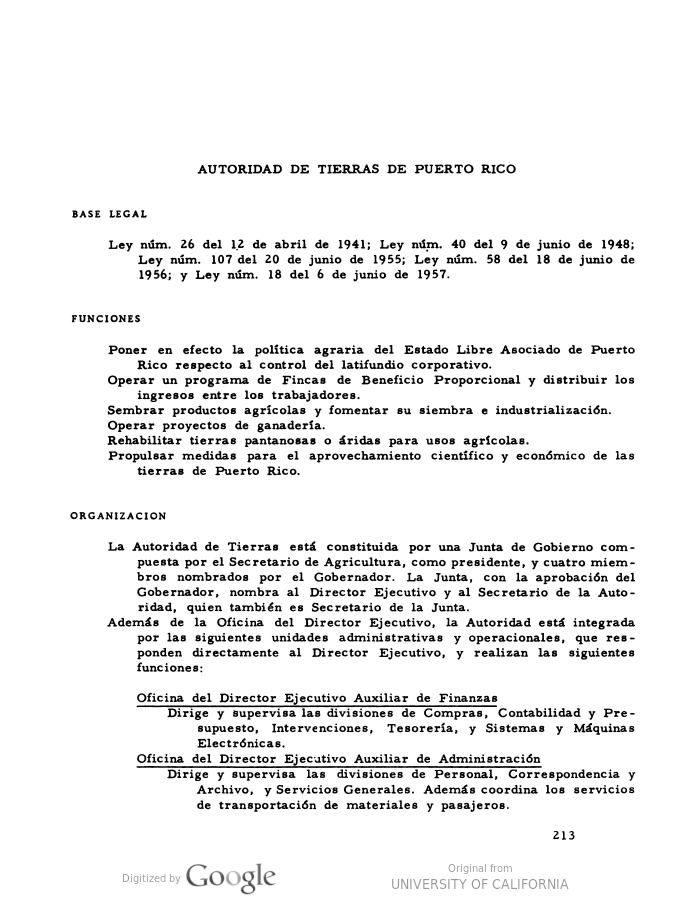 AUTORIDAD DE TIERRAS DE PUERTO RICO
BASE LEGAL
Ley núm. 26 del 12 de abril de 1941; Ley núm. 40 del 9 de junio de 1948;
Ley núm. 107 del 20 de junio de 1955; Ley núm. 58 del 18 de junio de
1956; y Ley núm. 18 del 6 de junio de 1957.
FUNCIONES
Poner en efecto la política agraria del Estado Libre Asociado de Puerto
Rico respecto al control del latifundio corporativo.
Operar un programa de Fincas de Beneficio Proporcional y distribuir los
ingresos entre los trabajadores.
Sembrar productos agrícolas y fomentar su siembra e industrialización.
Operar proyectos de ganadería.
Rehabilitar tierras pantanosas o áridas para usos agrícolas.
Propulsar medidas para el aprovechamiento científico y económico de las
tierras de Puerto Rico.
ORGANIZACION
La Autoridad de Tierras está constituida por una Junta de Gobierno com-
puesta por el Secretario de Agricultura, como presidente, y cuatro miem-
bros nombrados por el Gobernador. La Junta, con la aprobación del
Gobernador, nombra al Director Ejecutivo y al Secretario de la Auto-
ridad, quien también es Secretario de la Junta.
Además de la Oficina del Director Ejecutivo, la Autoridad está integrada
por las siguientes unidades administrativas y operacionales, que res-
ponden directamente al Director Ejecutivo, y realizan las siguientes
funciones:
Oficina del Director Ejecutivo Auxiliar de Finanzas
Dirige y supervisa las divisiones de Compras, Contabilidad y Pre-
supuesto, Intervenciones, Tesorería, y Sistemas y Máquinas
Electrónicas.
Oficina del Director Ejecutivo Auxiliar de Administración
Dirige y supervisa las divisiones de Personal, Correspondencia y
Archivo, y Servicios Generales. Además coordina los servicios
de transportación de materiales y pasajeros.
213
Digitized by Google
Original from
UNIVERSITY OF CALIFORNIA